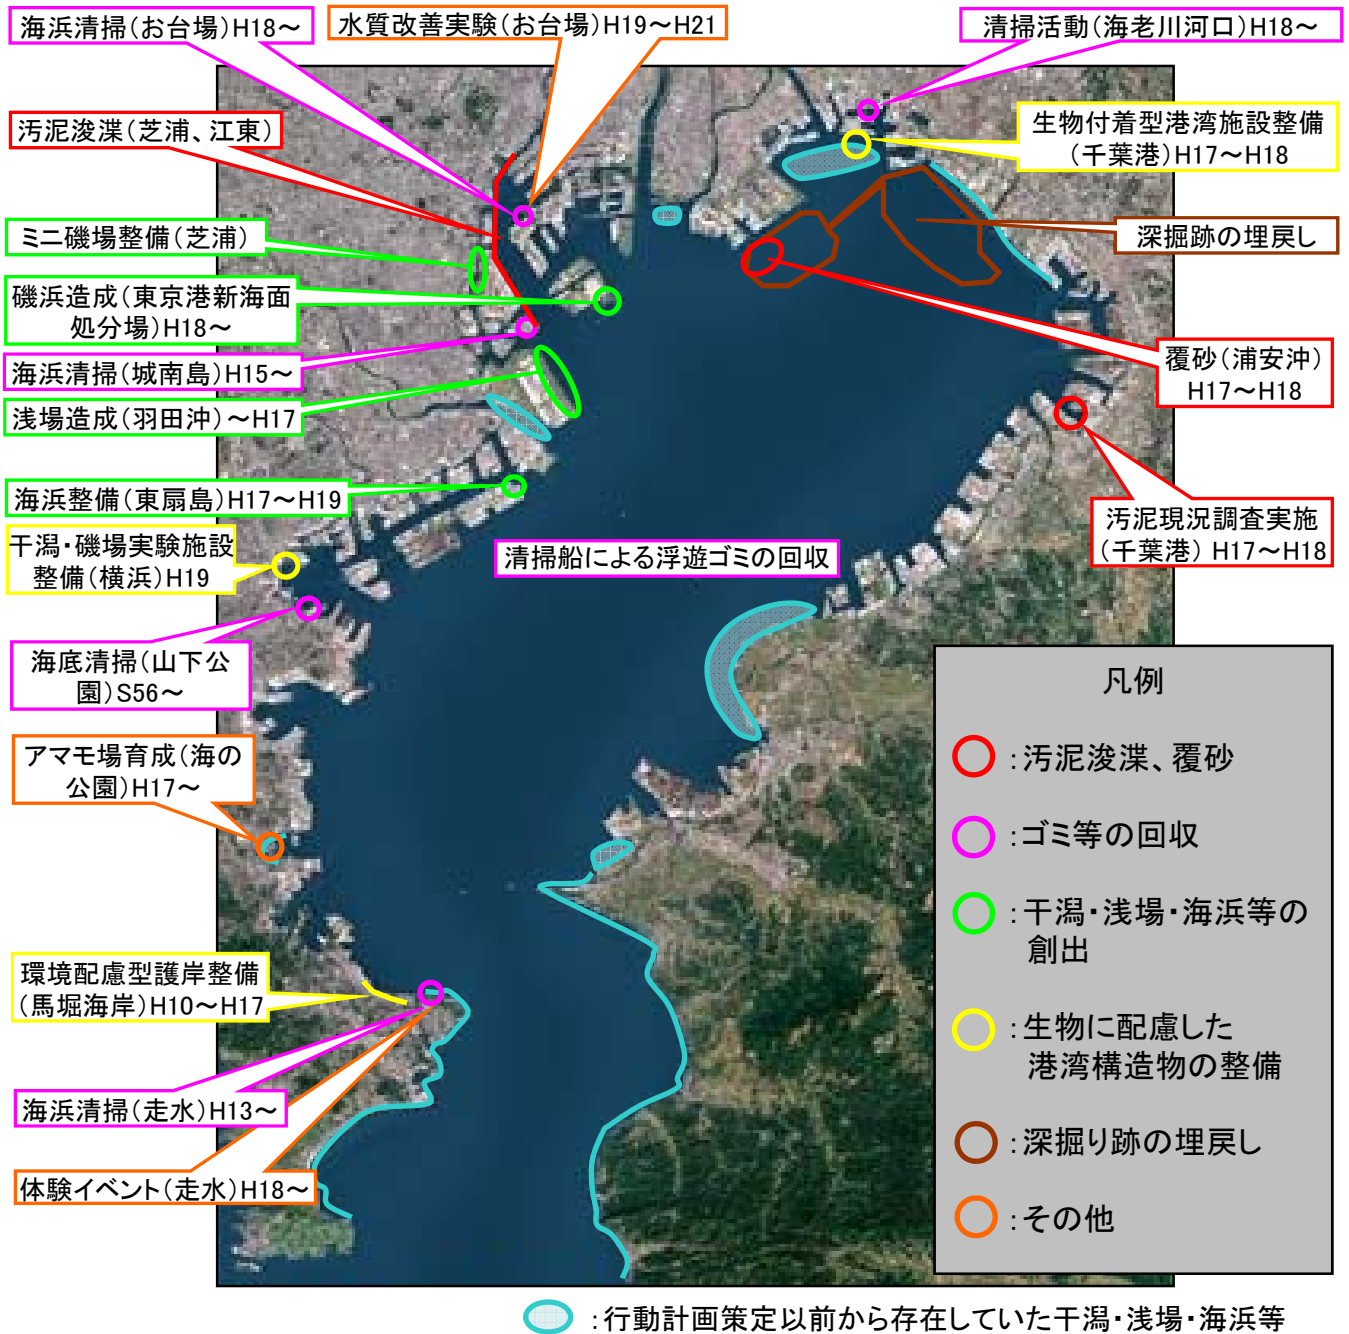 海浜清掃(お台場)H18～
水質改善実験(お台場)H19～H21
清掃活動(海老川河口)H18～
汚泥浚渫(芝浦、江東)
生物付着型港湾施設整備
(千葉港)H17～H18
ミニ磯場整備(芝浦)
深掘跡の埋戻し
磯浜造成(東京港新海面
処分場)H18～
海浜清掃(城南島)H15～
覆砂(浦安沖)
H17～H18
浅場造成(羽田沖)～H17
海浜整備(東扇島)H17～H19
汚泥現況調査実施
(千葉港) H17～H18
干潟・磯場実験施設
整備(横浜)H19
清掃船による浮遊ゴミの回収
海底清掃(山下公
園)S56～
アマモ場育成(海の
公園)H17～
環境配慮型護岸整備
(馬堀海岸)H10～H17
海浜清掃(走水)H13～
体験イベント(走水)H18～
凡例
:汚泥浚渫、覆砂
:ゴミ等の回収
:干潟・浅場・海浜等の
創出
:生物に配慮した
港湾構造物の整備
:深掘り跡の埋戻し
:その他
:行動計画策定以前から存在していた干潟・浅場・海浜等